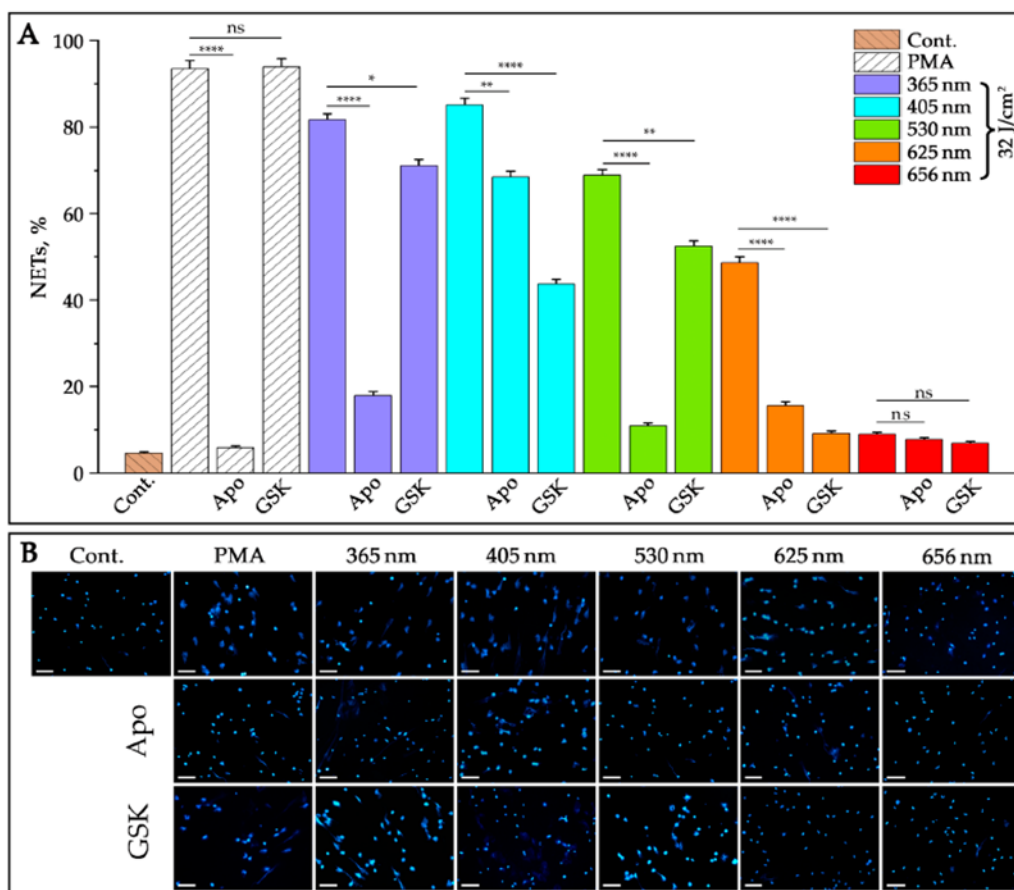 A
NETs, %
100
80
60
40
20
0
ns
****
*
****
****
**
**
****
****
****
ns
ns
Cont.
PMA
365 nm
405 nm
530 nm
625 nm
656 nm
32 J/cm²
Cont.
Apo
GSK
Apo
GSK
Apo
GSK
Apo
GSK
Apo
GSK
Apo
GSK
B
Cont. PMA 365 nm 405 nm 530 nm 625 nm 656 nm
Apo
GSK